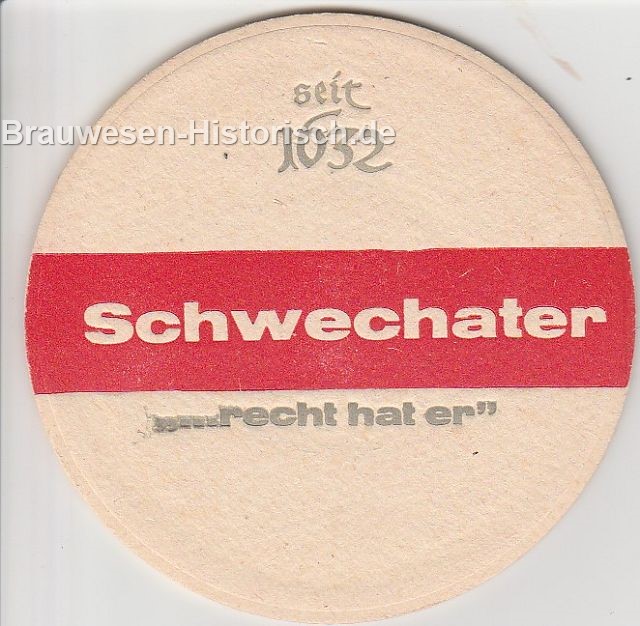 seit
Brauwesen-Historisch.de
1632
Schwechater
„...recht hat er”